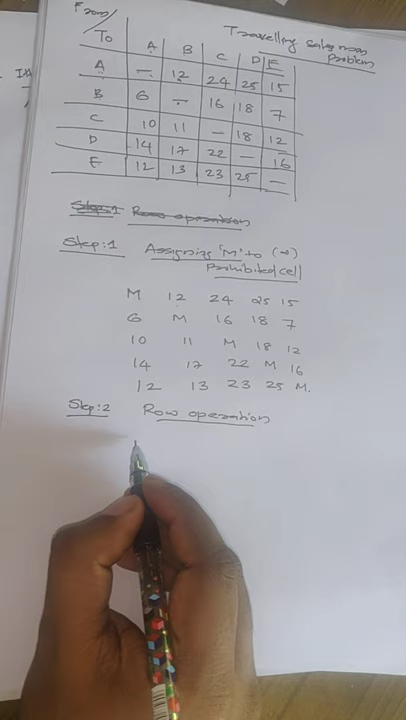 From/
To
Travelling sales man
Problem
A B C D E
A — 12 24 25 15
B 6 — 16 18 7
C 10 11 — 18 12
D 14 17 22 — 16
E 12 13 23 25 —
Step:1 Row operation
Step:1 Assigning 'M' to (∞)
Prohibited cell
M 12 24 25 15
6 M 16 18 7
10 11 M 18 12
14 17 22 M 16
12 13 23 25 M.
Step:2 Row operation